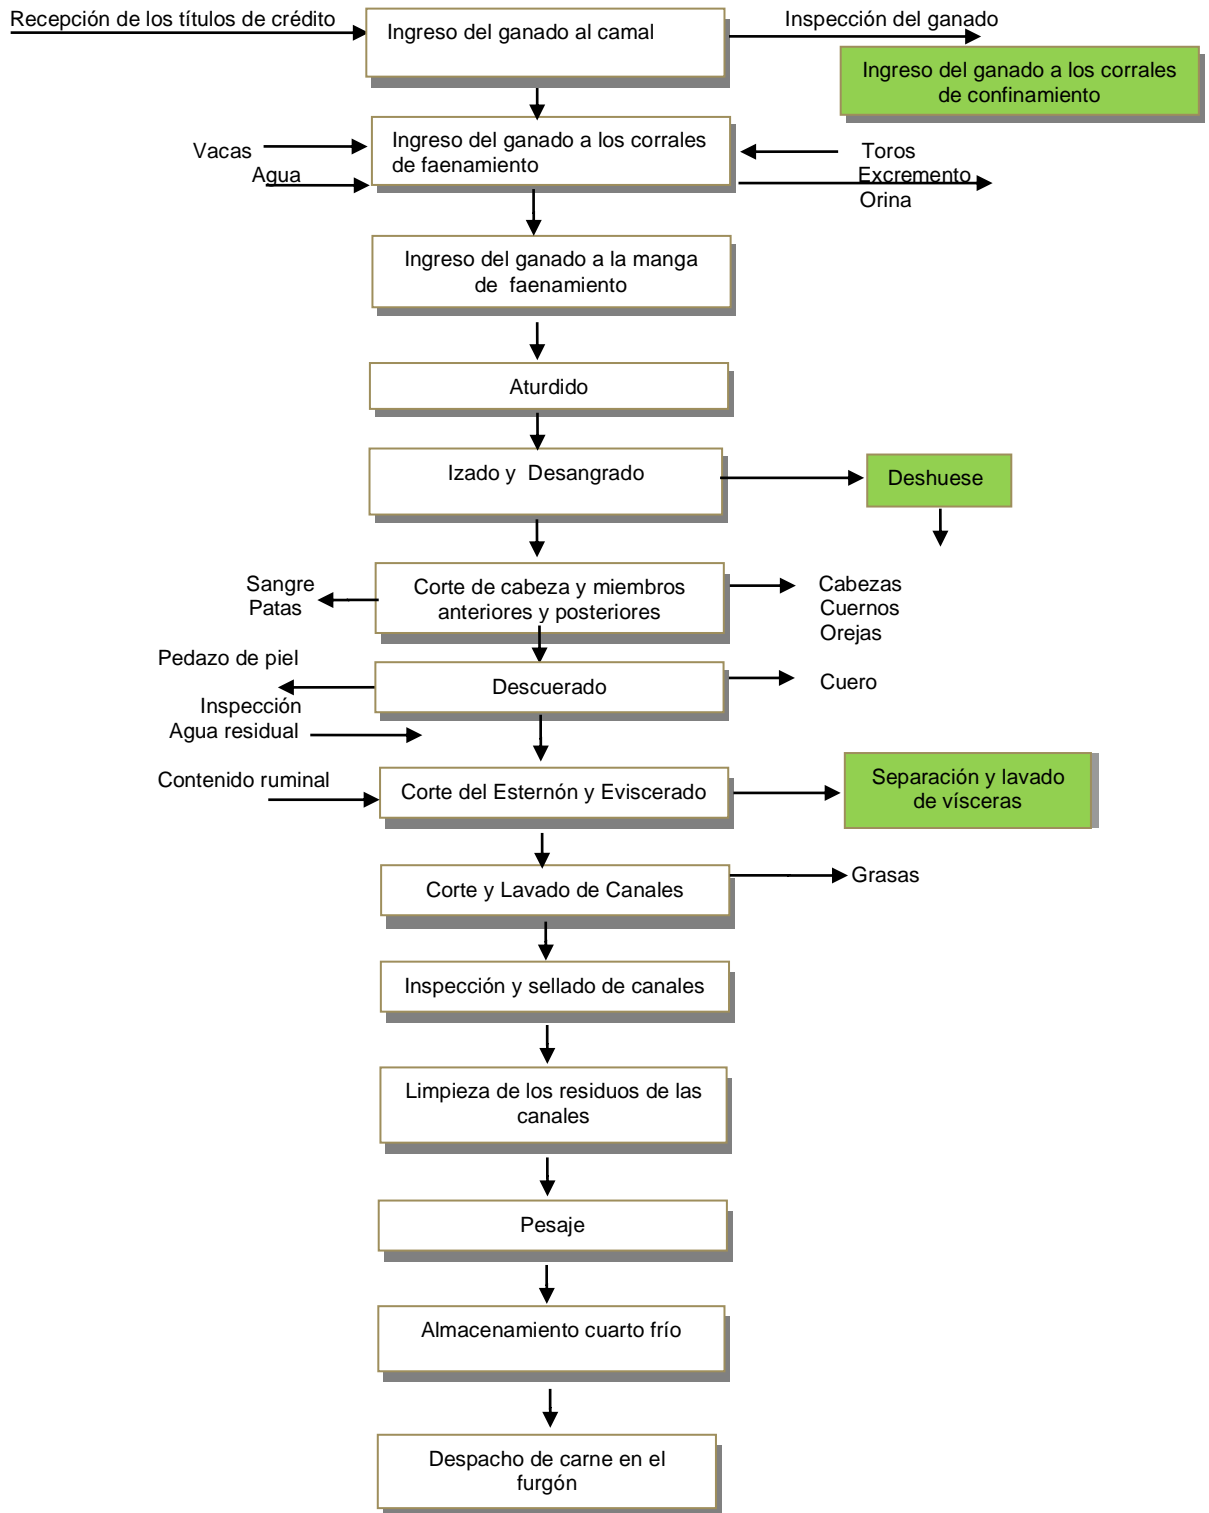 Recepción de los títulos de crédito
Ingreso del ganado al camal
Inspección del ganado
Ingreso del ganado a los corrales
de confinamiento
Vacas
Agua
Ingreso del ganado a los corrales
de faenamiento
Toros
Excremento
Orina
Ingreso del ganado a la manga
de faenamiento
Aturdido
Izado y Desangrado
Deshuese
Sangre
Patas
Corte de cabeza y miembros
anteriores y posteriores
Cabezas
Cuernos
Orejas
Pedazo de piel
Descuerado
Cuero
Inspección
Agua residual
Contenido ruminal
Corte del Esternón y Eviscerado
Separación y lavado
de vísceras
Corte y Lavado de Canales
Grasas
Inspección y sellado de canales
Limpieza de los residuos de las
canales
Pesaje
Almacenamiento cuarto frío
Despacho de carne en el
furgón